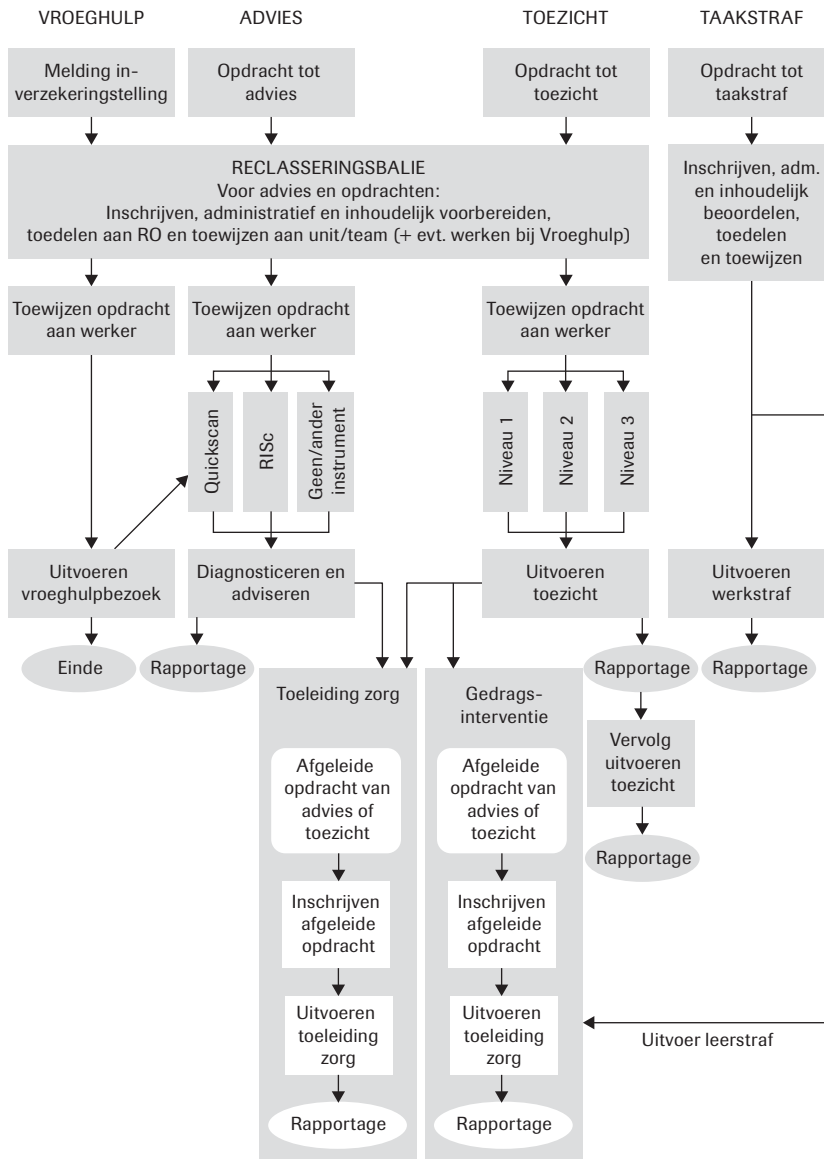 VROEGHULP
ADVIES
TOEZICHT
TAAKSTRAF
Melding in-
verzekeringstelling
Opdracht tot
advies
Opdracht tot
toezicht
Opdracht tot
taakstraf
RECLASSERINGSBALIE
Voor advies en opdrachten:
Inschrijven, administratief en inhoudelijk voorbereiden,
toedelen aan RO en toewijzen aan unit/team (+ evt. werken bij Vroeghulp)
Inschrijven, adm.
en inhoudelijk
beoordelen,
toedelen
en toewijzen
Toewijzen opdracht
aan werker
Toewijzen opdracht
aan werker
Toewijzen opdracht
aan werker
Quickscan
RISc
Geen/ander
instrument
Niveau 1
Niveau 2
Niveau 3
Uitvoeren
vroeghulpbezoek
Diagnosticeren en
adviseren
Uitvoeren
toezicht
Uitvoeren
werkstraf
Einde
Rapportage
Rapportage
Rapportage
Toeleiding zorg
Gedrags-
interventie
Vervolg
uitvoeren
toezicht
Rapportage
Afgeleide
opdracht van
advies of
toezicht
Afgeleide
opdracht van
advies of
toezicht
Inschrijven
afgeleide
opdracht
Inschrijven
afgeleide
opdracht
Uitvoeren
toeleiding
zorg
Uitvoeren
toeleiding
zorg
Uitvoer leerstraf
Rapportage
Rapportage